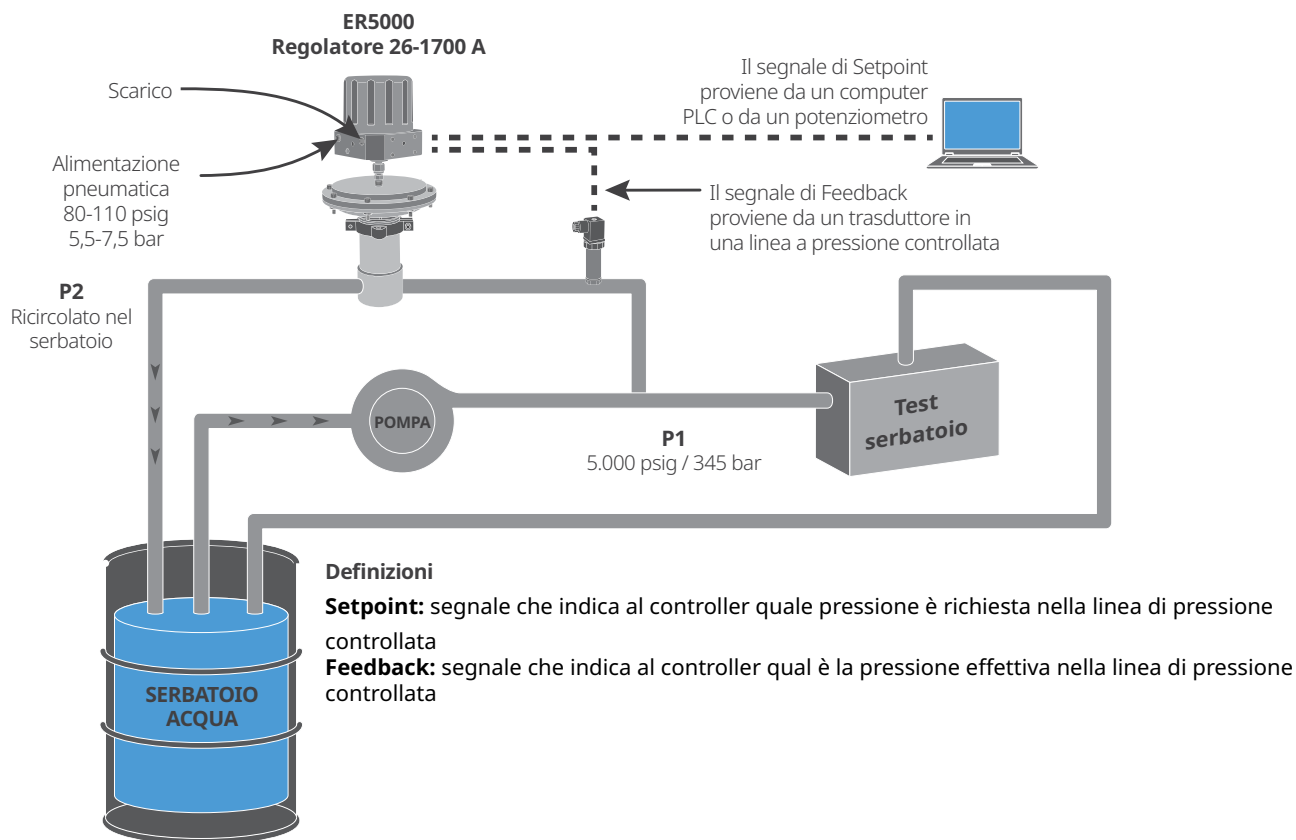 ER5000
Regolatore 26-1700 A
Scarico
Alimentazione
pneumatica
80-110 psig
5,5-7,5 bar
Il segnale di Setpoint
proviene da un computer
PLC o da un potenziometro
Il segnale di Feedback
proviene da un trasduttore in
una linea a pressione controllata
P2
Ricircolato nel
serbatoio
POMPA
P1
5.000 psig / 345 bar
Test
serbatoio
SERBATOIO
ACQUA
Definizioni
Setpoint: segnale che indica al controller quale pressione è richiesta nella linea di pressione
controllata
Feedback: segnale che indica al controller qual è la pressione effettiva nella linea di pressione
controllata